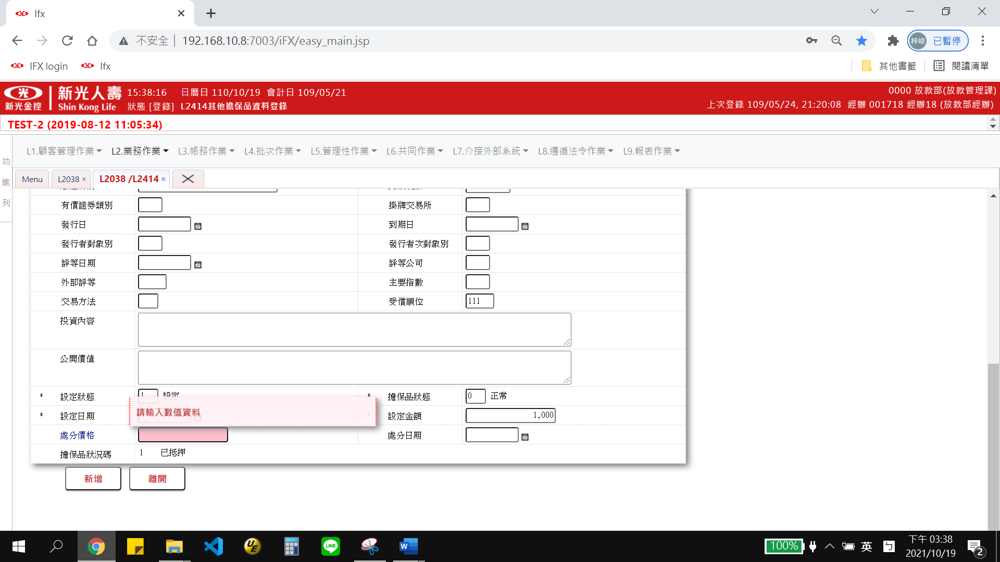 Ifx
不安全 192.168.10.8:7003/iFX/easy_main.jsp 梓峻 已暫停
IFX login Ifx 其他書籤 閱讀清單
光 新光金控 新光人壽 Shin Kong Life
15:38:16 日曆日 110/10/19 會計日 109/05/21 0000 放款部(放款管理課)
狀態 [登錄] L2414其他擔保品資料登錄 上次登錄 109/05/24, 21:20:08 經辦 001718 經辦18 (放款部經辦)
TEST-2 (2019-08-12 11:05:34)
功能列
L1.顧客管理作業 L2.業務作業 L3.帳務作業 L4.批次作業 L5.管理性作業 L6.共同作業 L7.介接外部系統 L8.遵循法令作業 L9.報表作業
Menu L2038 × L2038 /L2414 ×
有價證券類別 掛牌交易所
發行日 到期日
發行者對象別 發行者次對象別
評等日期 評等公司
外部評等 主要指數
交易方法 受償順位 111
投資內容
公開價值
* 設定狀態 1 設定 * 擔保品狀態 0 正常
* 設定日期 請輸入數值資料 * 設定金額 1,000
處分價格 處分日期
擔保品狀況碼 1 已抵押
新增 離開
UE LINE W 100% 英 ㄅ 下午 03:38
2021/10/19 2